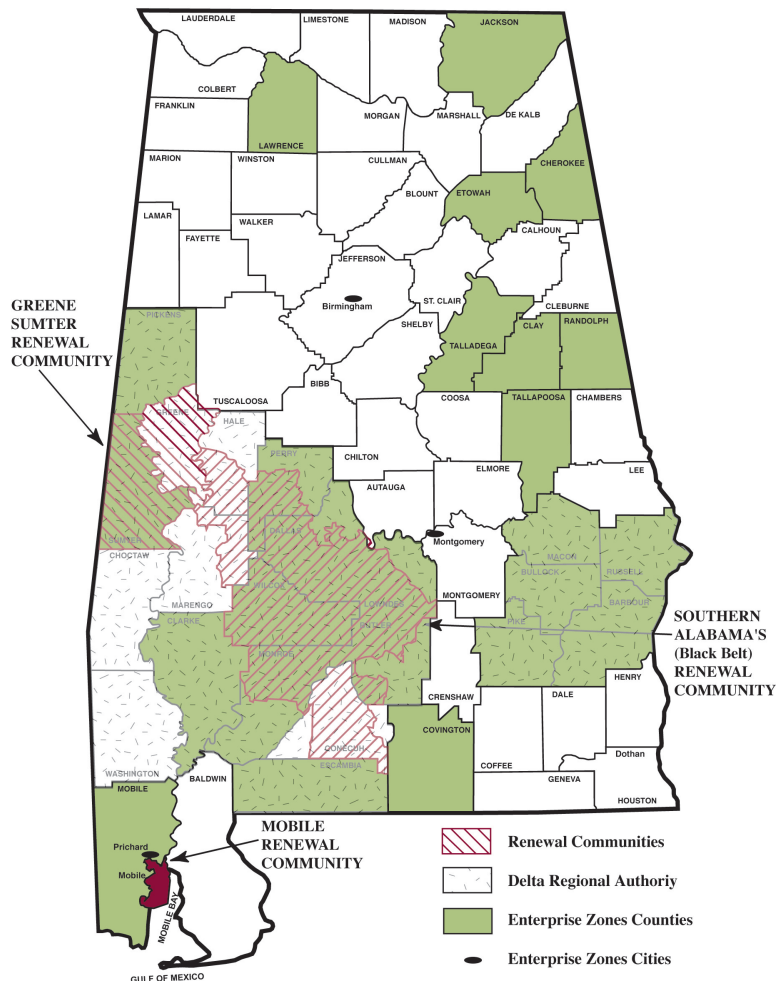 LAUDERDALE
LIMESTONE
MADISON
JACKSON
COLBERT
FRANKLIN
LAWRENCE
MORGAN
MARSHALL
DE KALB
MARION
WINSTON
CULLMAN
CHEROKEE
BLOUNT
ETOWAH
LAMAR
FAYETTE
WALKER
CALHOUN
JEFFERSON
Birmingham
ST. CLAIR
CLEBURNE
SHELBY
CLAY
RANDOLPH
TALLADEGA
GREENE
SUMTER
RENEWAL
COMMUNITY
PICKENS
GREENE
TUSCALOOSA
HALE
BIBB
COOSA
TALLAPOOSA
CHAMBERS
PERRY
CHILTON
ELMORE
LEE
AUTAUGA
SUMTER
CHOCTAW
DALLAS
Montgomery
MACON
BULLOCK
RUSSELL
WILCOX
MARENGO
CLARKE
LOWNDES
BUTLER
MONTGOMERY
PIKE
BARBOUR
MONROE
SOUTHERN
ALABAMA'S
(Black Belt)
RENEWAL
COMMUNITY
CRENSHAW
DALE
HENRY
COVINGTON
CONECUH
ESCAMBIA
COFFEE
GENEVA
Dothan
HOUSTON
WASHINGTON
MOBILE
BALDWIN
Prichard
Mobile
MOBILE
RENEWAL
COMMUNITY
MOBILE BAY
GULF OF MEXICO
Renewal Communities
Delta Regional Authoriy
Enterprise Zones Counties
Enterprise Zones Cities